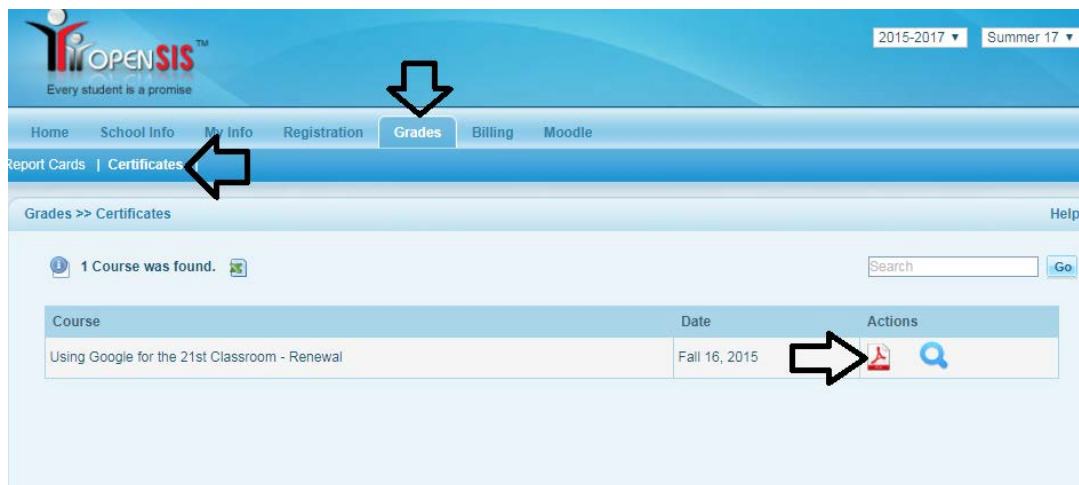 OPENSIS™
Every student is a promise
2015-2017 ▾ Summer 17 ▾
Home School Info My Info Registration Grades Billing Moodle
Report Cards | Certificates |
Grades >> Certificates Help
1 Course was found. Search Go
Course Date Actions
Using Google for the 21st Classroom - Renewal Fall 16, 2015